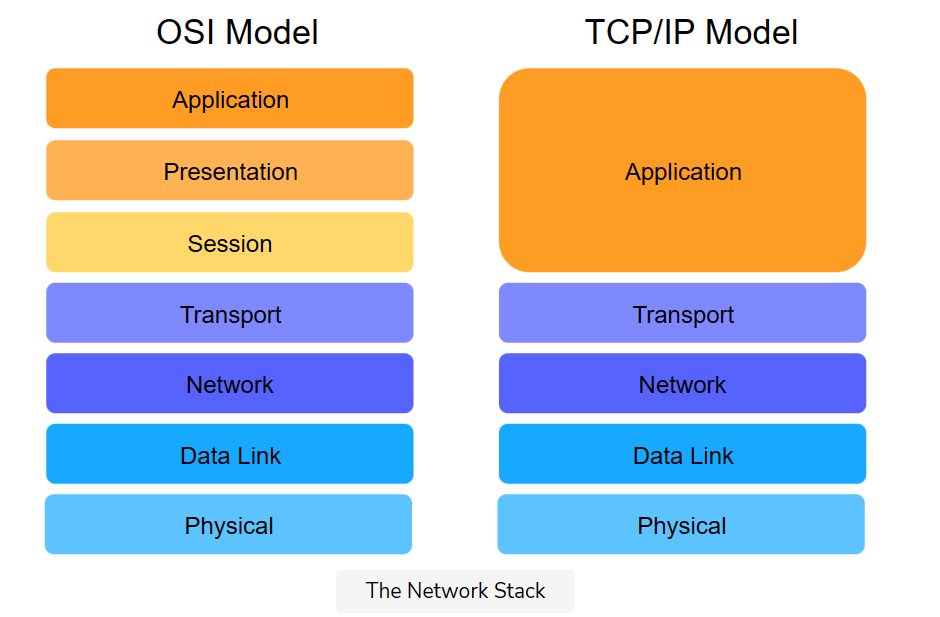 OSI Model
TCP/IP Model
Application
Presentation
Session
Transport
Network
Data Link
Physical
Application
Transport
Network
Data Link
Physical
The Network Stack